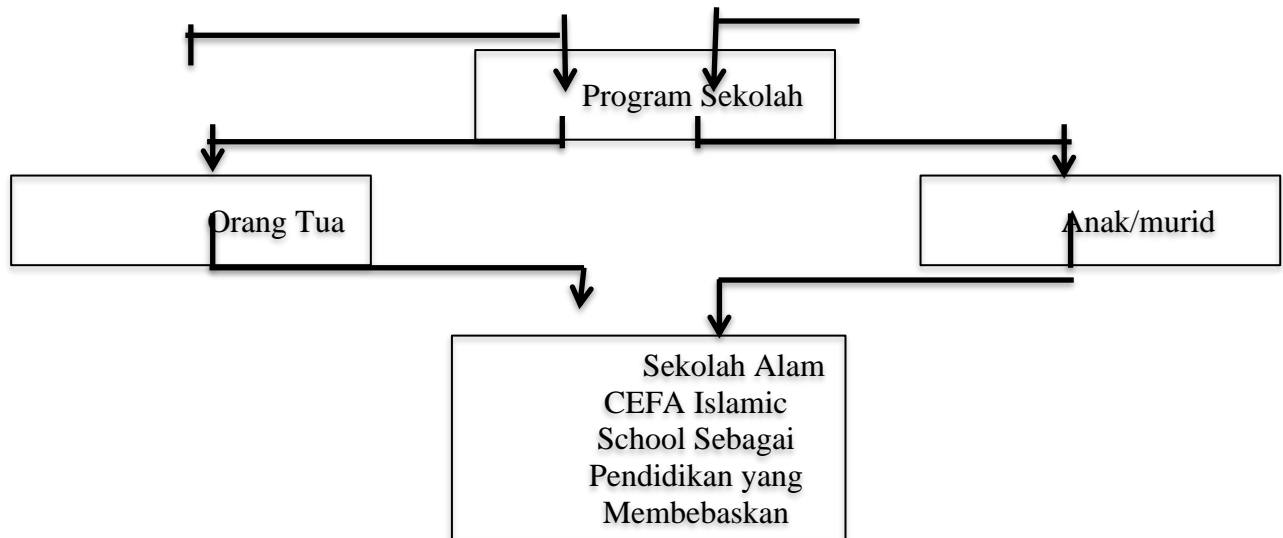 Program Sekolah
Orang Tua
Anak/murid
Sekolah Alam
CEFA Islamic
School Sebagai
Pendidikan yang
Membebaskan